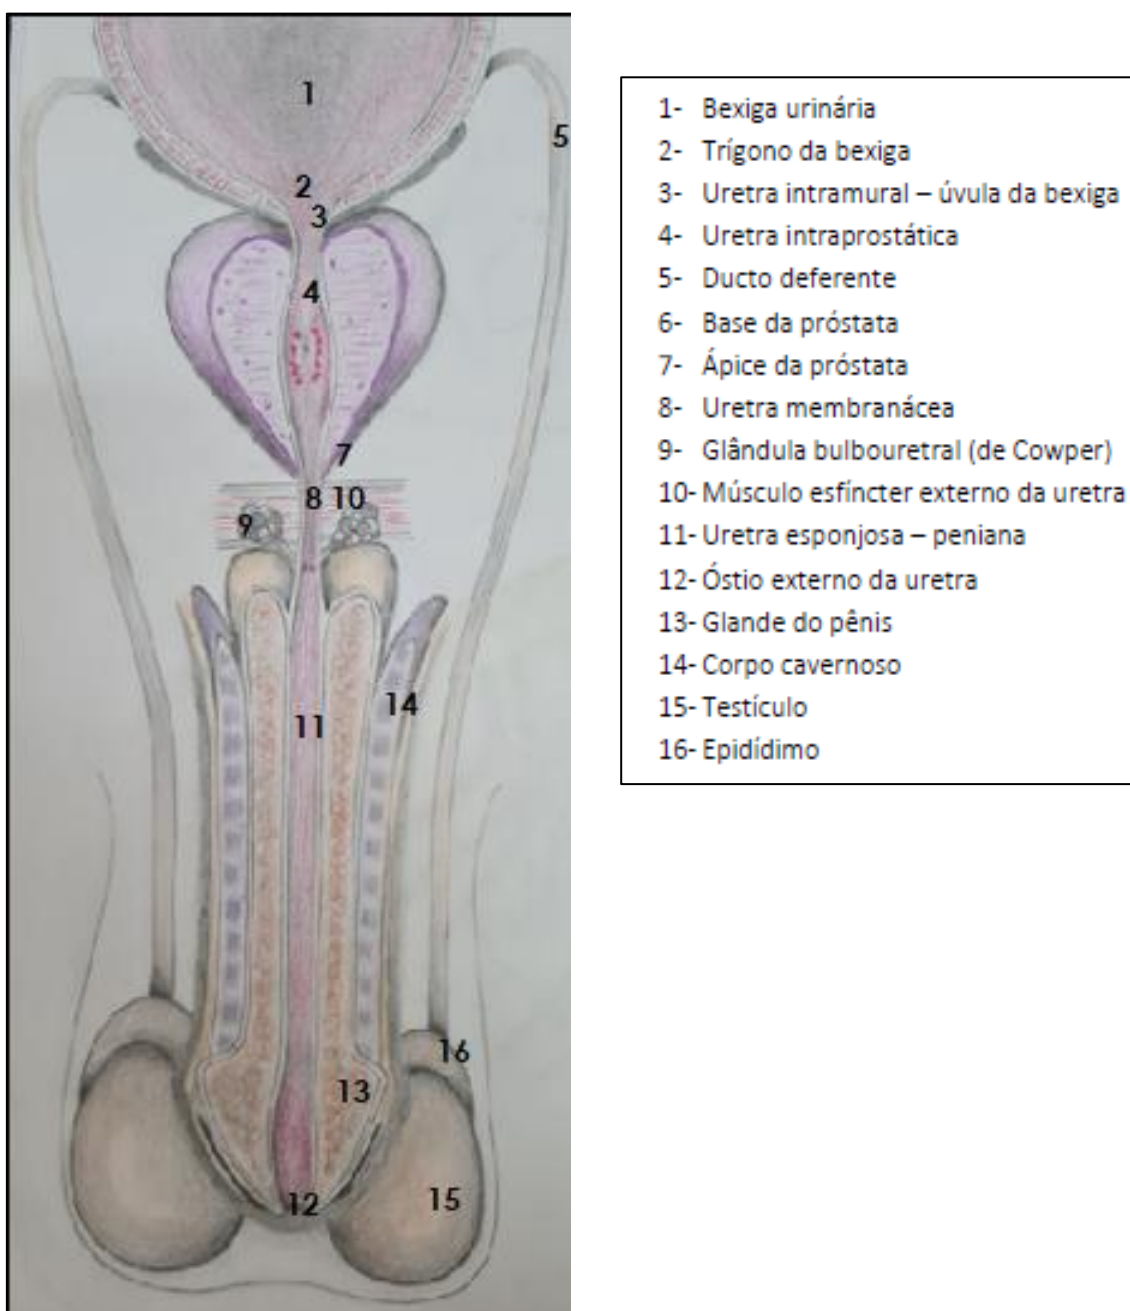 1
2
3
4
5
7
8 10
9
11
14
16
13
12
15
1- Bexiga urinária
2- Trígono da bexiga
3- Uretra intramural – úvula da bexiga
4- Uretra intraprostática
5- Ducto deferente
6- Base da próstata
7- Ápice da próstata
8- Uretra membranácea
9- Glândula bulbouretral (de Cowper)
10- Músculo esfíncter externo da uretra
11- Uretra esponjosa – peniana
12- Óstio externo da uretra
13- Glande do pênis
14- Corpo cavernoso
15- Testículo
16- Epidídimo